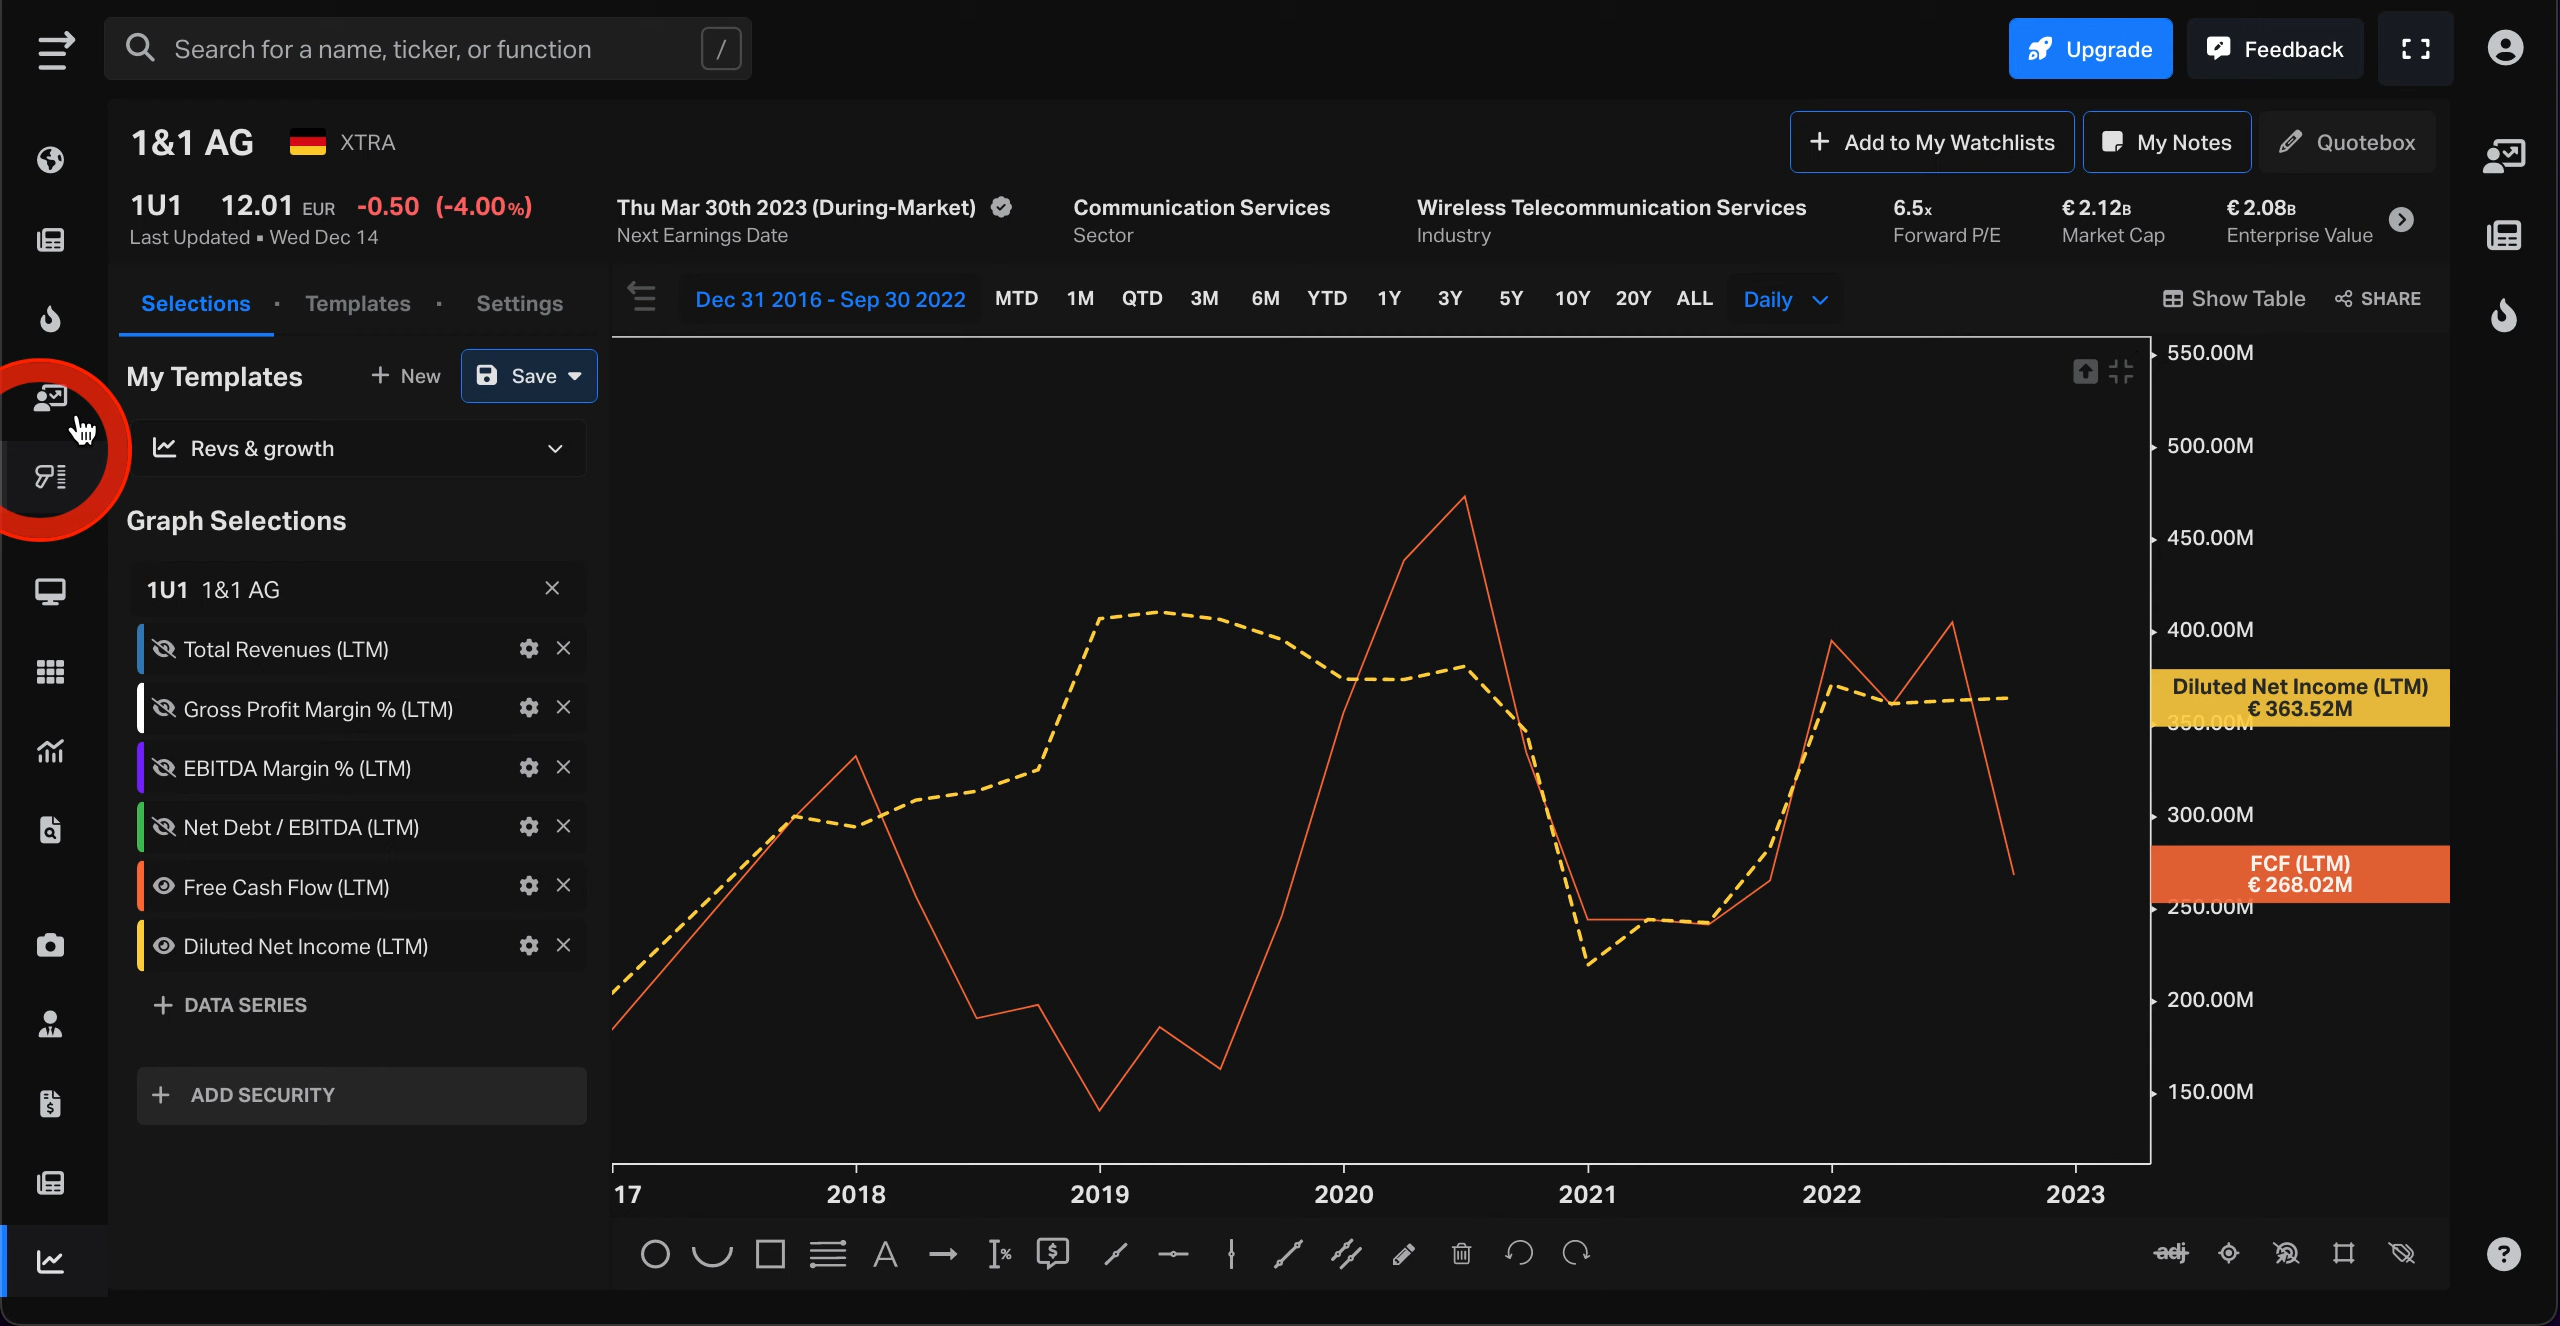 Search for a name, ticker, or function /
Upgrade
Feedback
1&1 AG XTRA
Add to My Watchlists
My Notes
Quotebox
1U1 12.01 EUR -0.50 (-4.00%)
Last Updated ▪ Wed Dec 14
Thu Mar 30th 2023 (During-Market)
Next Earnings Date
Communication Services
Sector
Wireless Telecommunication Services
Industry
6.5x
Forward P/E
€ 2.12B
Market Cap
€ 2.08B
Enterprise Value
Selections · Templates · Settings
Dec 31 2016 - Sep 30 2022 MTD 1M QTD 3M 6M YTD 1Y 3Y 5Y 10Y 20Y ALL Daily
Show Table SHARE
My Templates + New Save
Revs & growth
Graph Selections
1U1 1&1 AG
Total Revenues (LTM)
Gross Profit Margin % (LTM)
EBITDA Margin % (LTM)
Net Debt / EBITDA (LTM)
Free Cash Flow (LTM)
Diluted Net Income (LTM)
+ DATA SERIES
+ ADD SECURITY
550.00M
500.00M
450.00M
400.00M
Diluted Net Income (LTM)
€ 363.52M
350.00M
300.00M
FCF (LTM)
€ 268.02M
250.00M
200.00M
150.00M
17 2018 2019 2020 2021 2022 2023
A
%
$
adj
?